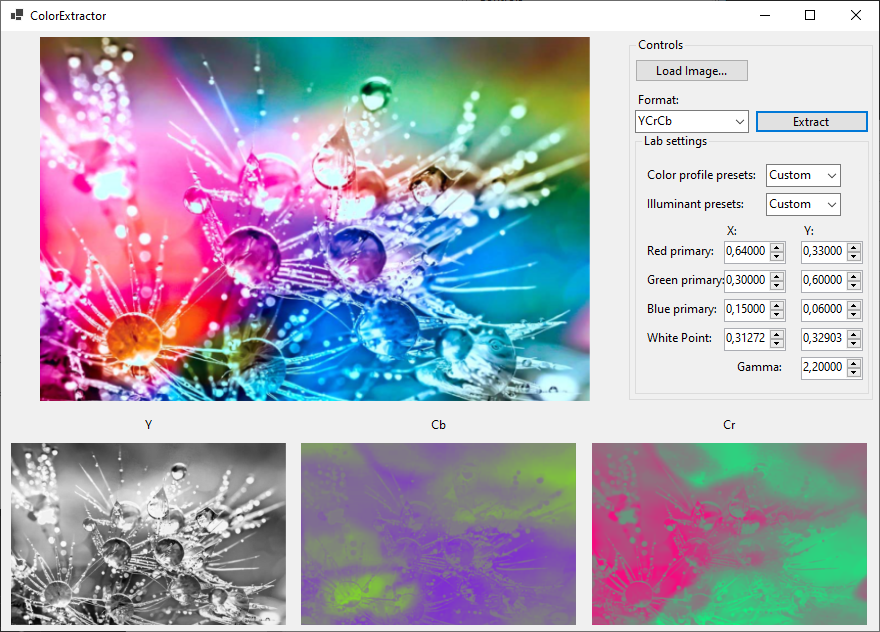 ColorExtractor
Controls
Load Image...
Format:
YCrCb
Extract
Lab settings
Color profile presets: Custom
Illuminant presets: Custom
X: Y:
Red primary: 0,64000 0,33000
Green primary: 0,30000 0,60000
Blue primary: 0,15000 0,06000
White Point: 0,31272 0,32903
Gamma: 2,20000
Y Cb Cr